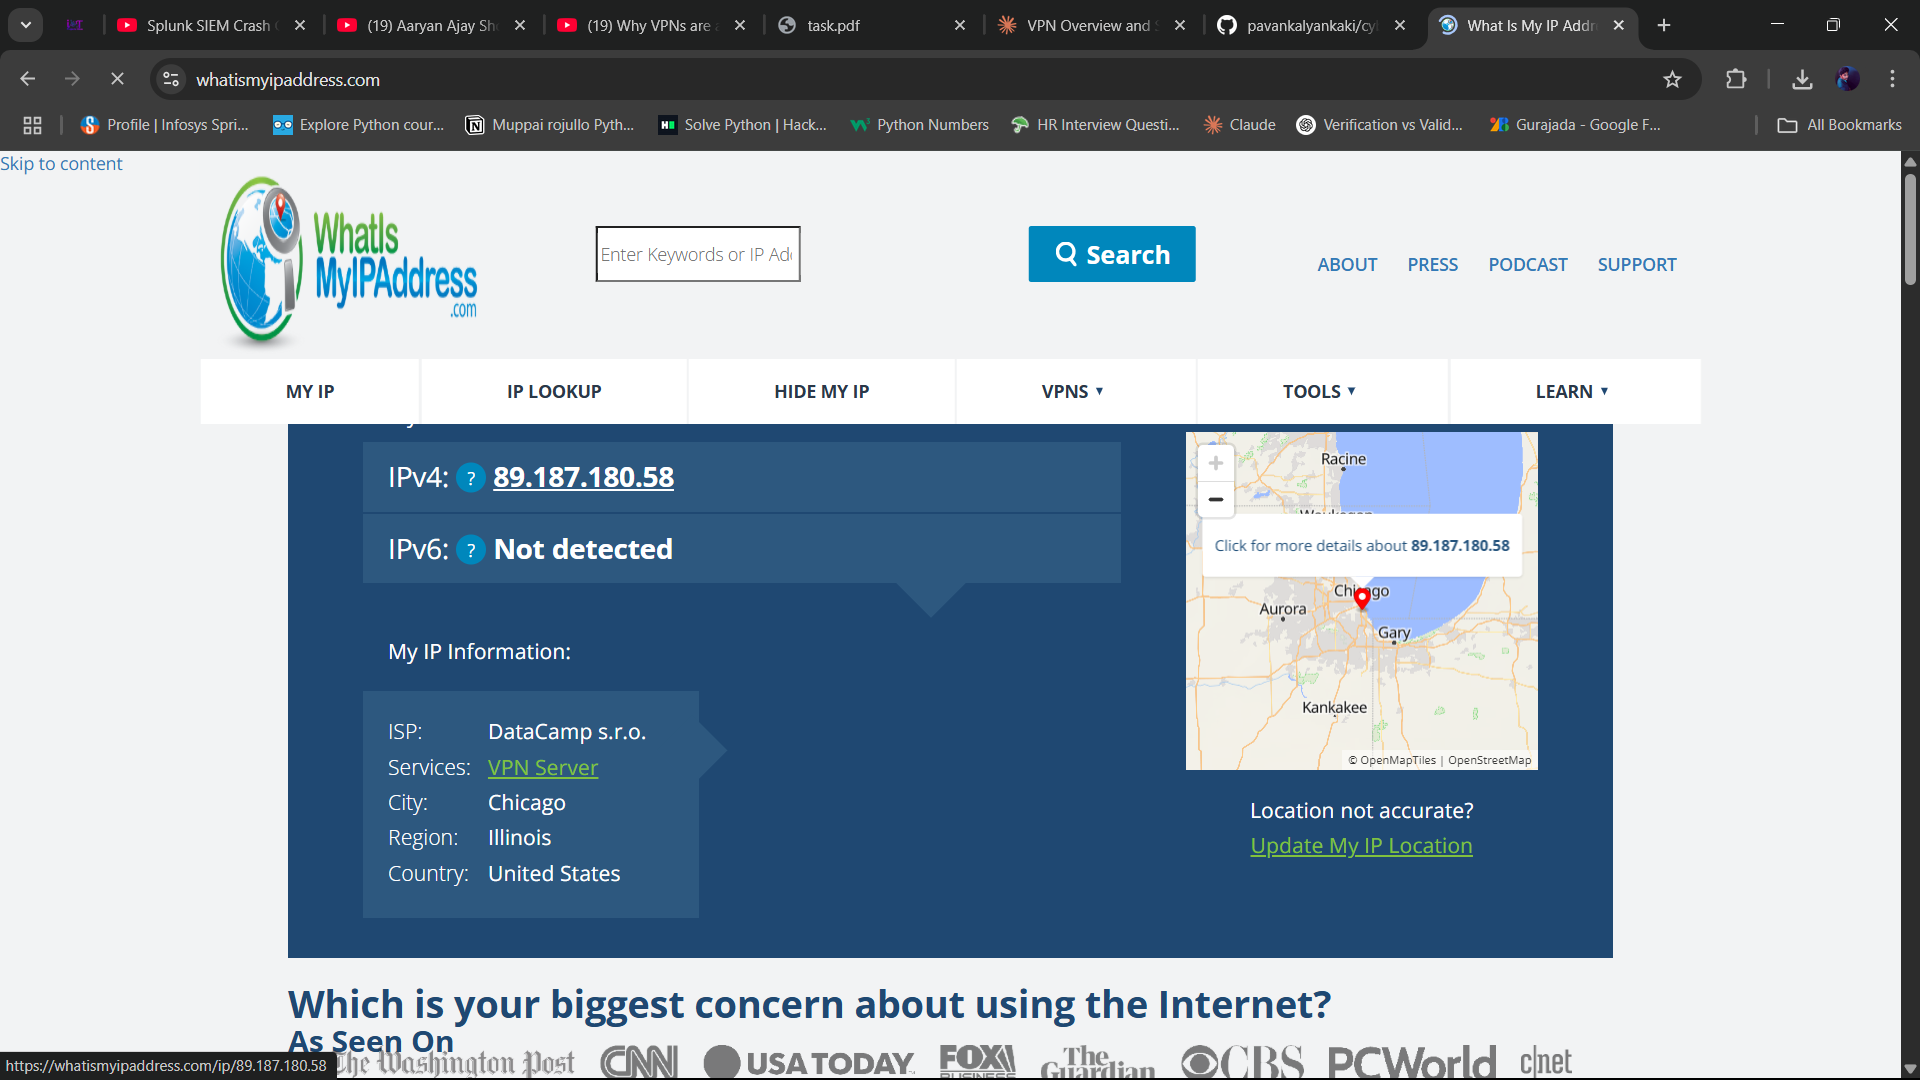 Splunk SIEM Crash
(19) Aaryan Ajay Sh
(19) Why VPNs are a
task.pdf
VPN Overview and
pavankalyankaki/cy
What Is My IP Addr
whatismyipaddress.com
Profile | Infosys Spri...
Explore Python cour...
Muppai rojullo Pyth...
Solve Python | Hack...
Python Numbers
HR Interview Questi...
Claude
Verification vs Valid...
Gurajada - Google F...
All Bookmarks
Skip to content
WhatIs
MyIPAddress
.com
Enter Keywords or IP Add
Search
ABOUT
PRESS
PODCAST
SUPPORT
MY IP
IP LOOKUP
HIDE MY IP
VPNS
TOOLS
LEARN
IPv4: ? 89.187.180.58
IPv6: ? Not detected
My IP Information:
ISP: DataCamp s.r.o.
Services: VPN Server
City: Chicago
Region: Illinois
Country: United States
+
−
Racine
Waukegan
Click for more details about 89.187.180.58
Chicago
Aurora
Gary
Kankakee
© OpenMapTiles | OpenStreetMap
Location not accurate?
Update My IP Location
Which is your biggest concern about using the Internet?
As Seen On
The Washington Post
CNN
USA TODAY
FOX
BUSINESS
The
Guardian
CBS
PCWorld
c|net
https://whatismyipaddress.com/ip/89.187.180.58